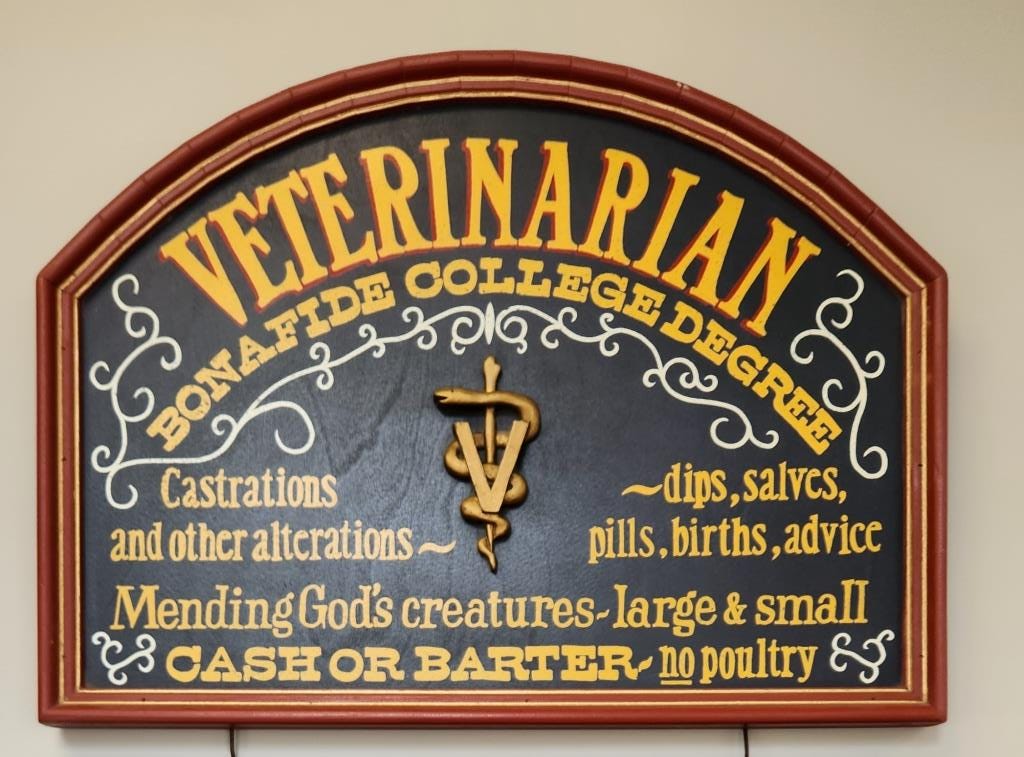 VETERINARIAN
BONAFIDE COLLEGE DEGREE
V
Castrations
and other alterations~
~dips, salves,
pills, births, advice
Mending God's creatures-large & small
CASH OR BARTER-no poultry